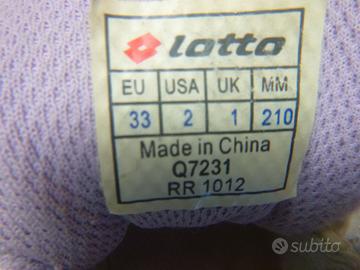 lotto
EU USA UK MM
33 2 1 210
Made in China
Q7231
RR 1012
subito